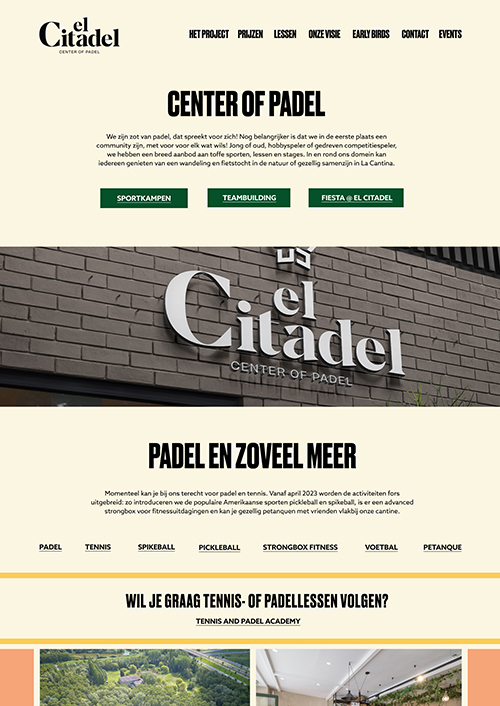 el
Citadel
CENTER OF PADEL
HET PROJECT PRIJZEN LESSEN ONZE VISIE EARLY BIRDS CONTACT EVENTS
CENTER OF PADEL
We zijn zot van padel, dat spreekt voor zich! Nog belangrijker is dat we in de eerste plaats een
community zijn, met voor voor elk wat wils! Jong of oud, hobbyspeler of gedreven competitiespeler,
we hebben een breed aanbod aan toffe sporten, lessen en stages. In en rond ons domein kan
iedereen genieten van een wandeling en fietstocht in de natuur of gezellig samenzijn in La Cantina.
SPORTKAMPEN TEAMBUILDING FIESTA @ EL CITADEL
el
Citadel
CENTER OF PADEL
PADEL EN ZOVEEL MEER
Momenteel kan je bij ons terecht voor padel en tennis. Vanaf april 2023 worden de activiteiten fors
uitgebreid: zo introduceren we de populaire Amerikaanse sporten pickleball en spikeball, is er een advanced
strongbox voor fitnessuitdagingen en kan je gezellig petanquen met vrienden vlakbij onze cantine.
PADEL TENNIS SPIKEBALL PICKLEBALL STRONGBOX FITNESS VOETBAL PETANQUE
WIL JE GRAAG TENNIS- OF PADELLESSEN VOLGEN?
TENNIS AND PADEL ACADEMY